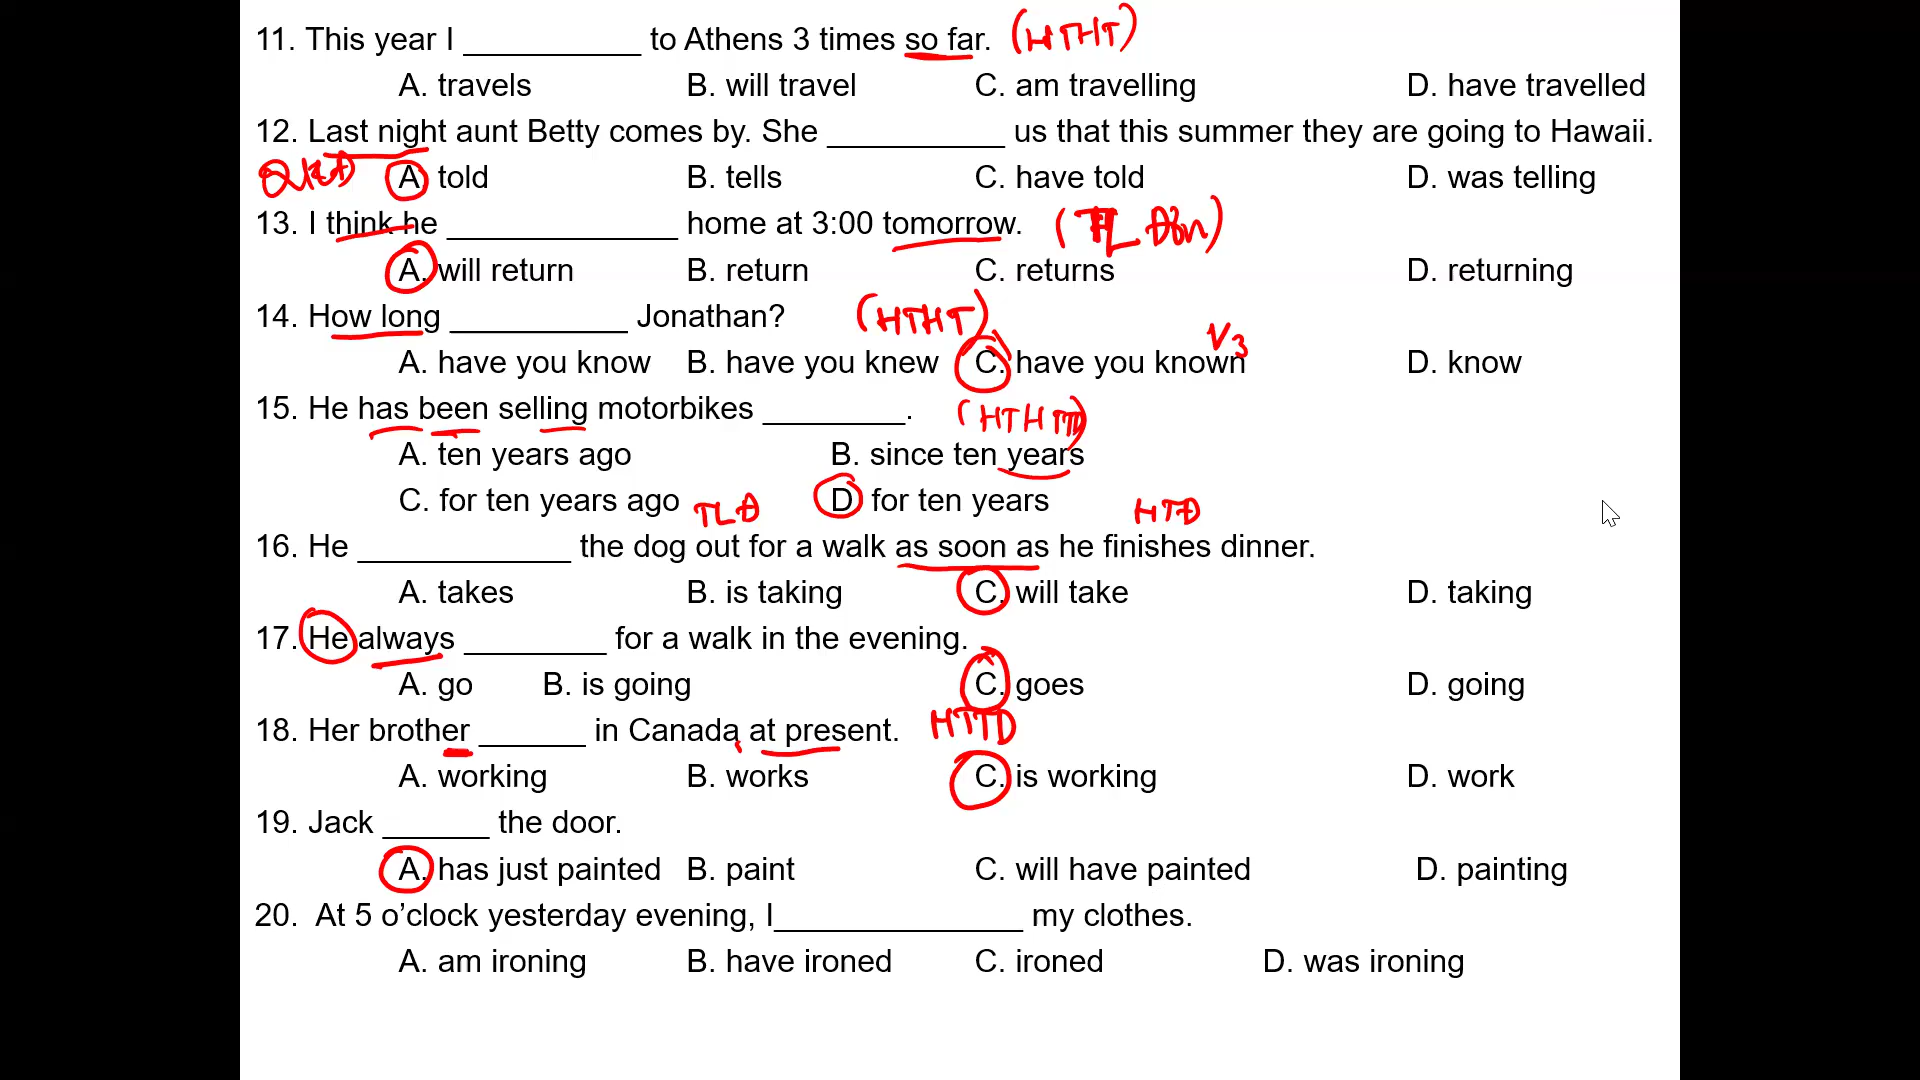 11. This year I __________ to Athens 3 times so far. (HTHT)
A. travels B. will travel C. am travelling D. have travelled
12. Last night aunt Betty comes by. She __________ us that this summer they are going to Hawaii.
QKĐ A. told B. tells C. have told D. was telling
13. I think he _____________ home at 3:00 tomorrow. (TL đơn)
A. will return B. return C. returns D. returning
14. How long __________ Jonathan? (HTHT)
V3
A. have you know B. have you knew C. have you known D. know
15. He has been selling motorbikes ________. (HTHTTD)
A. ten years ago B. since ten years
C. for ten years ago D for ten years
TLĐ HTĐ
16. He ____________ the dog out for a walk as soon as he finishes dinner.
A. takes B. is taking C. will take D. taking
17. He always ________ for a walk in the evening.
A. go B. is going C. goes D. going
18. Her brother ______ in Canada at present. HTTD
A. working B. works C. is working D. work
19. Jack ______ the door.
A. has just painted B. paint C. will have painted D. painting
20. At 5 o’clock yesterday evening, I______________ my clothes.
A. am ironing B. have ironed C. ironed D. was ironing